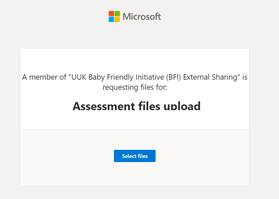 Microsoft
A member of "UUK Baby Friendly Initiative (BFI) External Sharing" is
requesting files for:
Assessment files upload
Select files